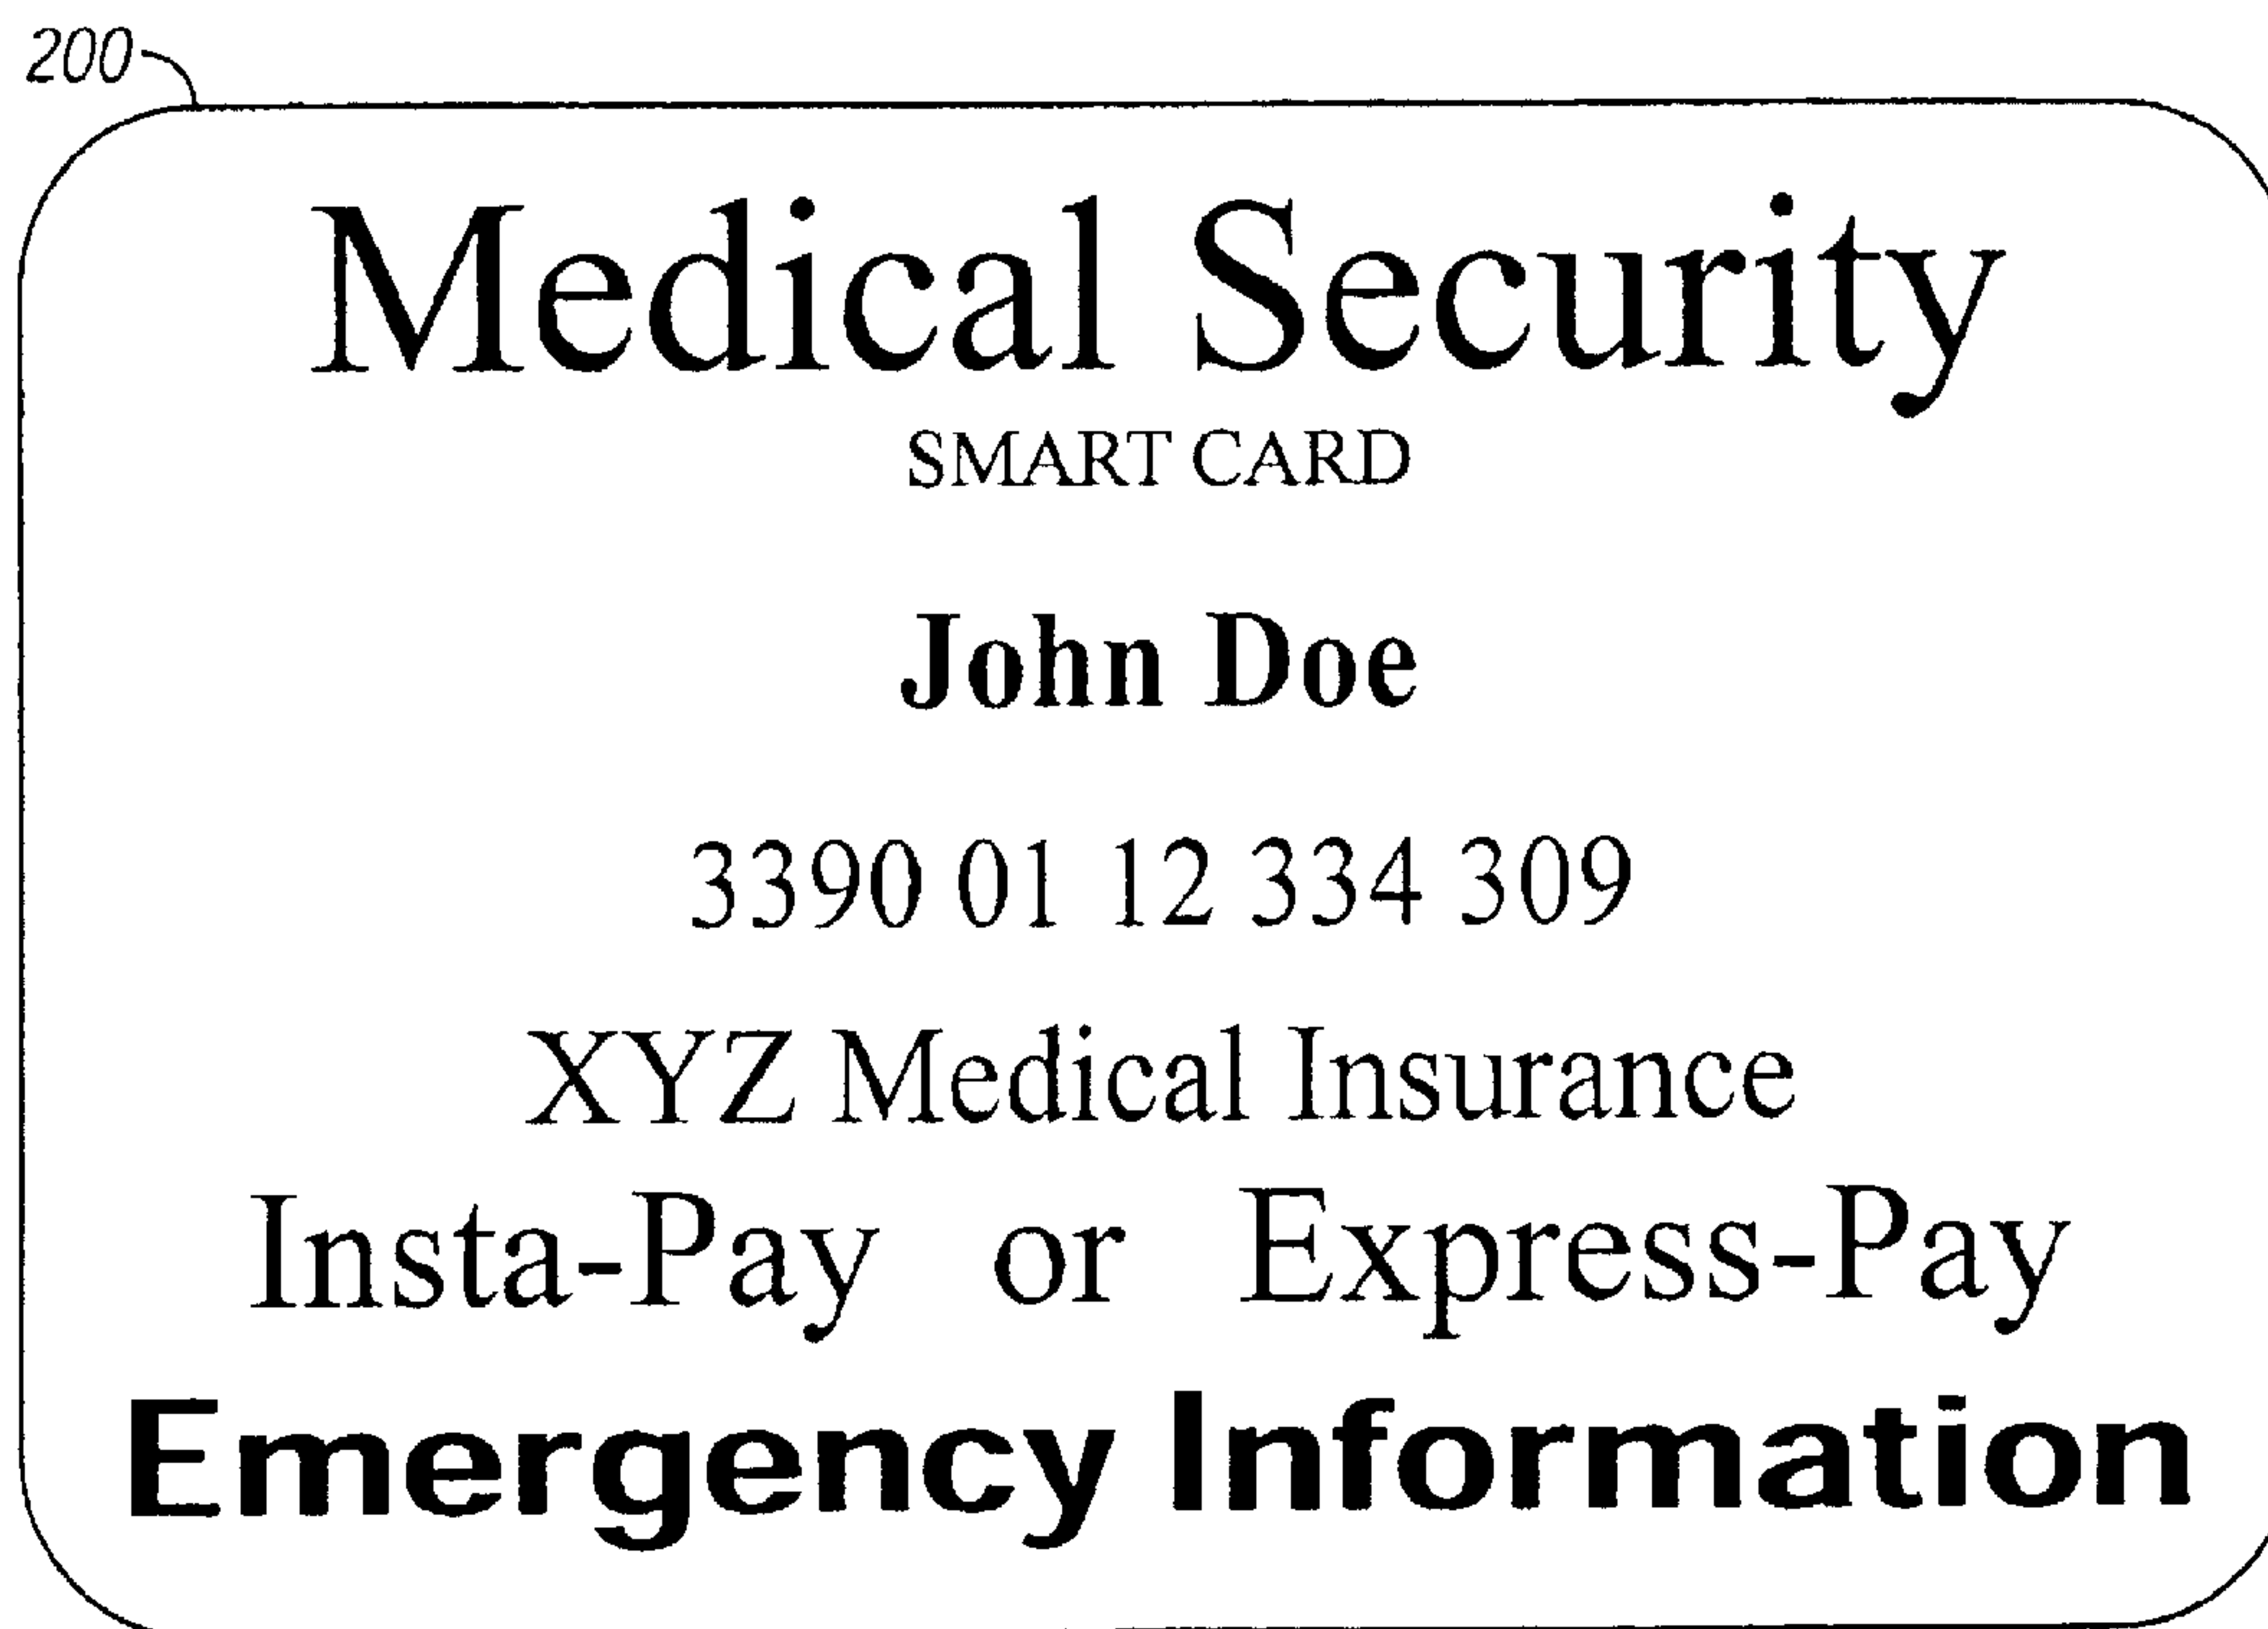 200
Medical Security
SMART CARD
John Doe
3390 01 12 334 309
XYZ Medical Insurance
Insta-Pay or Express-Pay
Emergency Information